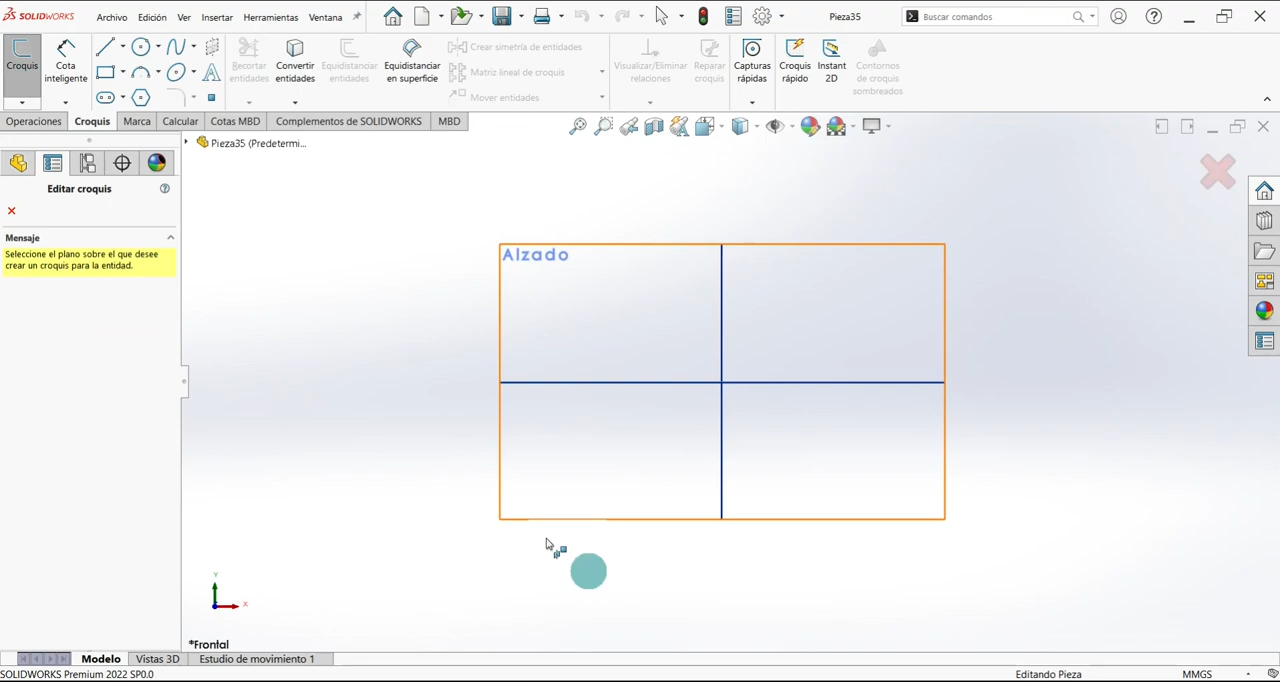 SOLIDWORKS
Archivo Edición Ver Insertar Herramientas Ventana
Pieza35
Buscar comandos
Croquis
Cota inteligente
Recortar entidades
Convertir entidades
Equidistanciar entidades
Equidistanciar en superficie
Crear simetría de entidades
Matriz lineal de croquis
Mover entidades
Visualizar/Eliminar relaciones
Reparar croquis
Capturas rápidas
Croquis rápido
Instant 2D
Contornos de croquis sombreados
Operaciones Croquis Marca Calcular Cotas MBD Complementos de SOLIDWORKS MBD
Pieza35 (Predetermi...
Editar croquis
Mensaje
Seleccione el plano sobre el que desee
crear un croquis para la entidad.
Alzado
Y
X
*Frontal
Modelo Vistas 3D Estudio de movimiento 1
SOLIDWORKS Premium 2022 SP0.0 Editando Pieza MMGS